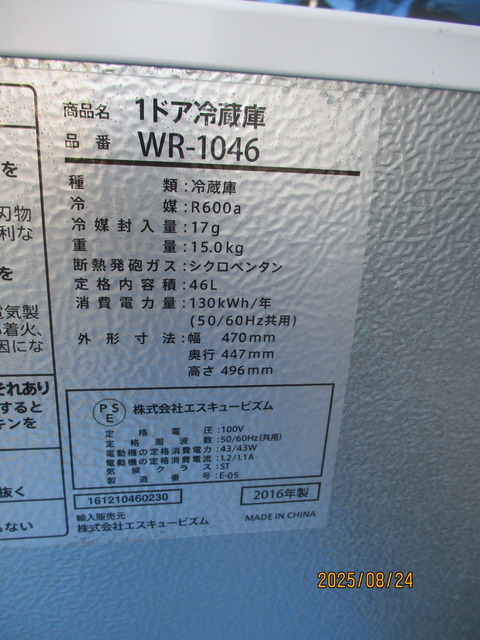 商品名 1ドア冷蔵庫
品番 WR-1046
種類:冷蔵庫
冷媒:R600a
冷媒封入量:17g
重量:15.0kg
断熱発砲ガス:シクロペンタン
定格内容積:46L
消費電力量:130kWh/年
(50/60Hz共用)
外形寸法:幅 470mm
奥行 447mm
高さ 496mm
PSE 株式会社エスキュービズム
定格電圧:100V
定格周波数:50/60Hz(共用)
電動機の定格消費電力:43/43W
電動機の定格消費電流:1.2/1.1A
気候クラス:ST
製造番号:E-05
161210460230 2016年製
輸入販売元
株式会社エスキュービズム
MADE IN CHINA
を
刃物
利な
を
電気製
着火、
因にな
それあり
すると
テンを
抜く
らない
2025/08/24